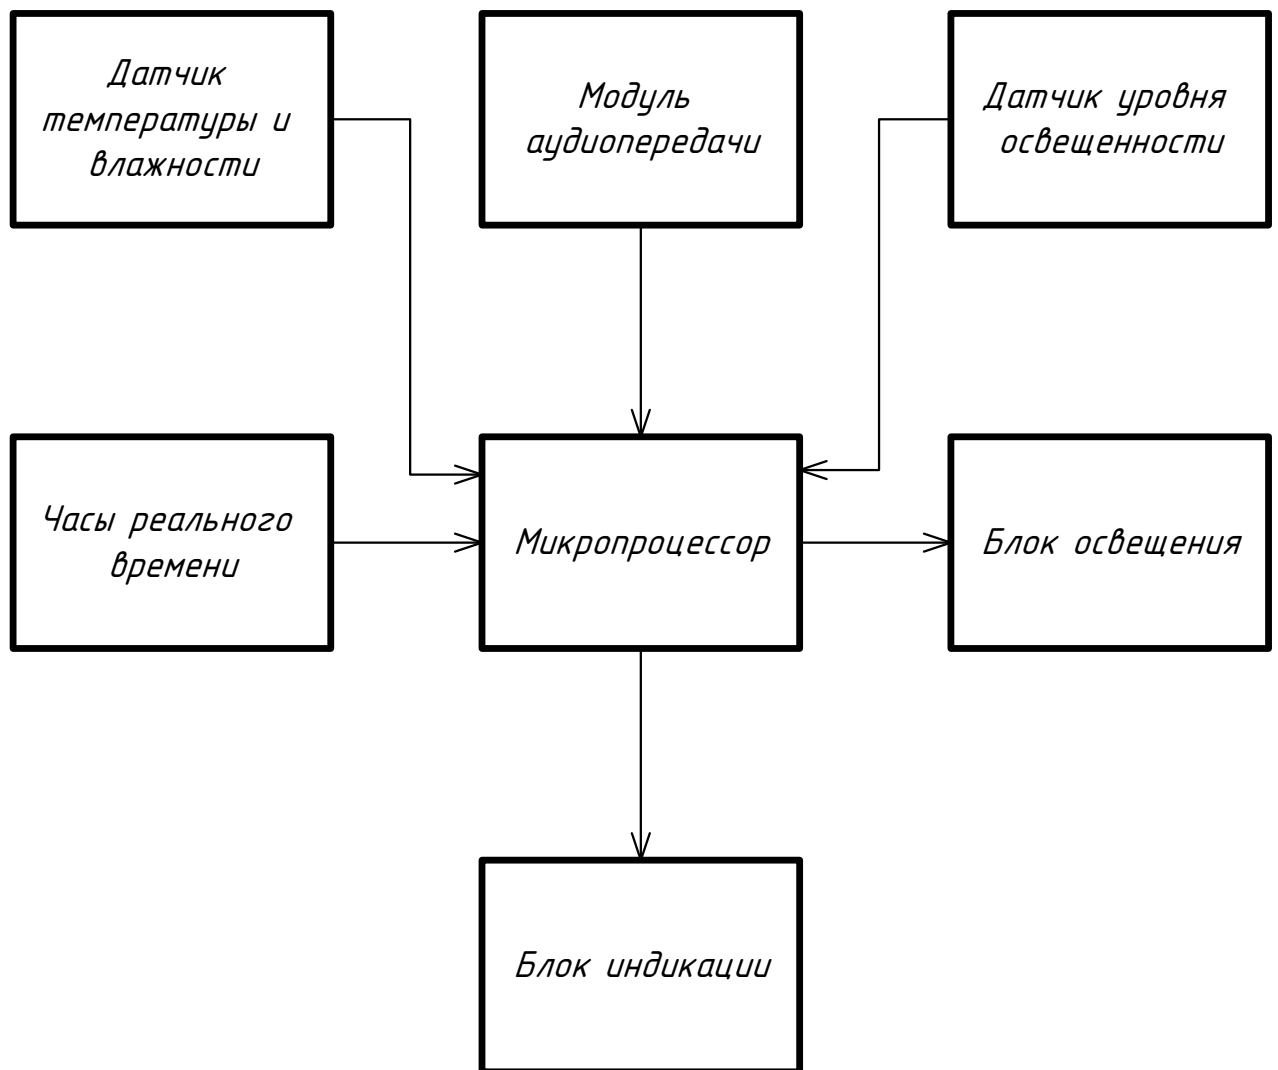 Датчик
температуры и
влажности
Модуль
аудиопередачи
Датчик уровня
освещенности
Часы реального
времени
Микропроцессор
Блок освещения
Блок индикации